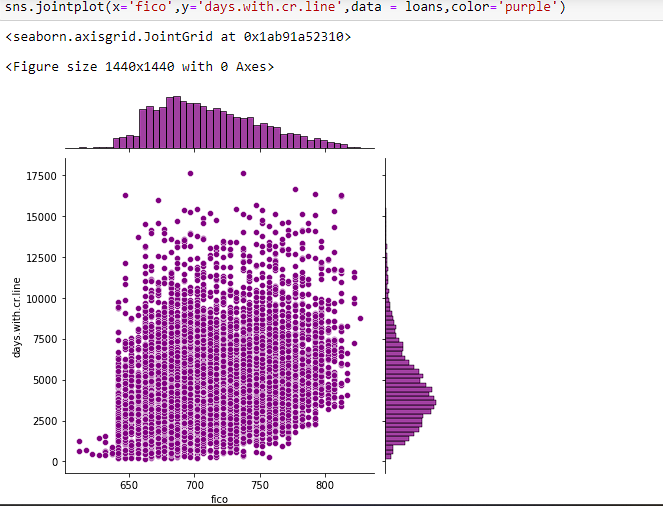 sns.jointplot(x='fico',y='days.with.cr.line',data = loans,color='purple')
<seaborn.axisgrid.JointGrid at 0x1ab91a52310>
<Figure size 1440x1440 with 0 Axes>
17500
15000
12500
10000
7500
5000
2500
0
days.with.cr.line
650
700
750
800
fico